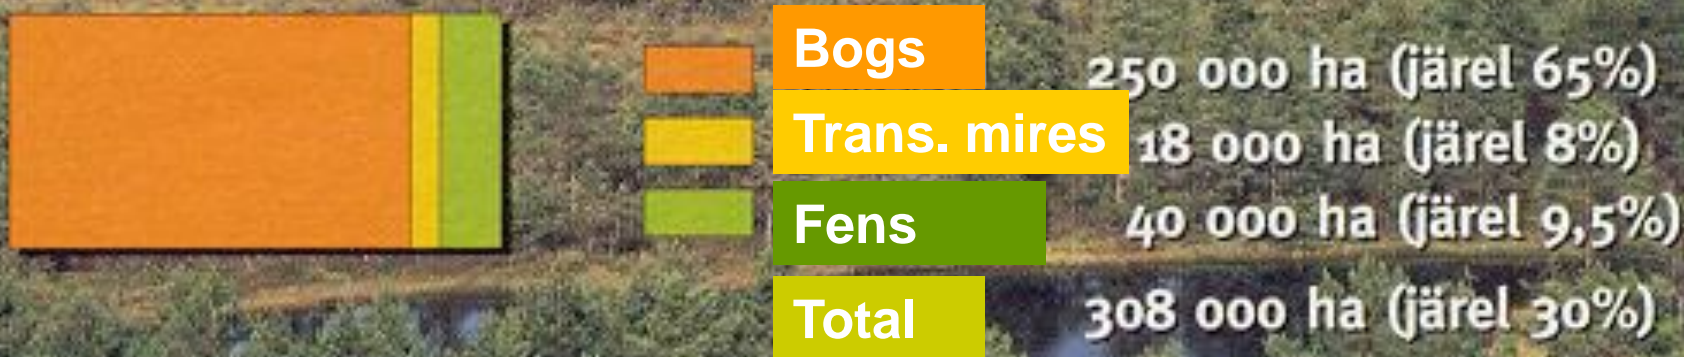 Bogs 250 000 ha (järel 65%)
Trans. mires 18 000 ha (järel 8%)
Fens 40 000 ha (järel 9,5%)
Total 308 000 ha (järel 30%)